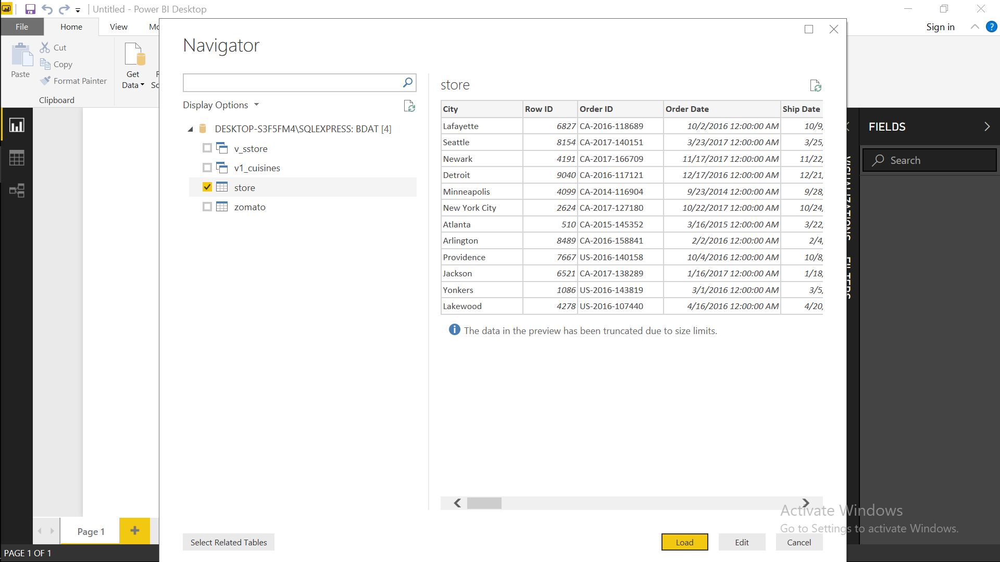 Untitled - Power BI Desktop
File Home View Sign in
Cut
Copy
Format Painter
Paste
Get
Data
Clipboard
Navigator
Display Options
DESKTOP-S3F5FM4\SQLEXPRESS: BDAT [4]
v_sstore
v1_cuisines
store
zomato
store
City Row ID Order ID Order Date Ship Date
Lafayette 6827 CA-2016-118689 10/2/2016 12:00:00 AM 10/9,
Seattle 8154 CA-2017-140151 3/23/2017 12:00:00 AM 3/25,
Newark 4191 CA-2017-166709 11/17/2017 12:00:00 AM 11/22,
Detroit 9040 CA-2016-117121 12/17/2016 12:00:00 AM 12/21,
Minneapolis 4099 CA-2014-116904 9/23/2014 12:00:00 AM 9/28,
New York City 2624 CA-2017-127180 10/22/2017 12:00:00 AM 10/24,
Atlanta 510 CA-2015-145352 3/16/2015 12:00:00 AM 3/22,
Arlington 8489 CA-2016-158841 2/2/2016 12:00:00 AM 2/4,
Providence 7667 US-2016-140158 10/4/2016 12:00:00 AM 10/8,
Jackson 6521 CA-2017-138289 1/16/2017 12:00:00 AM 1/18,
Yonkers 1086 US-2016-143819 3/1/2016 12:00:00 AM 3/5,
Lakewood 4278 US-2016-107440 4/16/2016 12:00:00 AM 4/20,
The data in the preview has been truncated due to size limits.
Select Related Tables
Load Edit Cancel
VISUALIZATIONS
FILTERS
FIELDS
Search
Activate Windows
Go to Settings to activate Windows.
Page 1
PAGE 1 OF 1